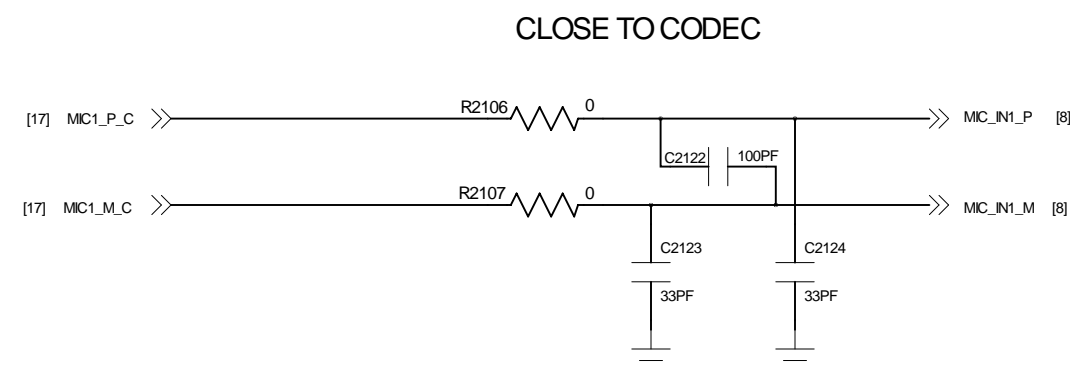 CLOSE TO CODEC
[17] MIC1_P_C R2106 0 MIC_IN1_P [8]
C2122 100PF
[17] MIC1_M_C R2107 0 MIC_IN1_M [8]
C2123 C2124
33PF 33PF